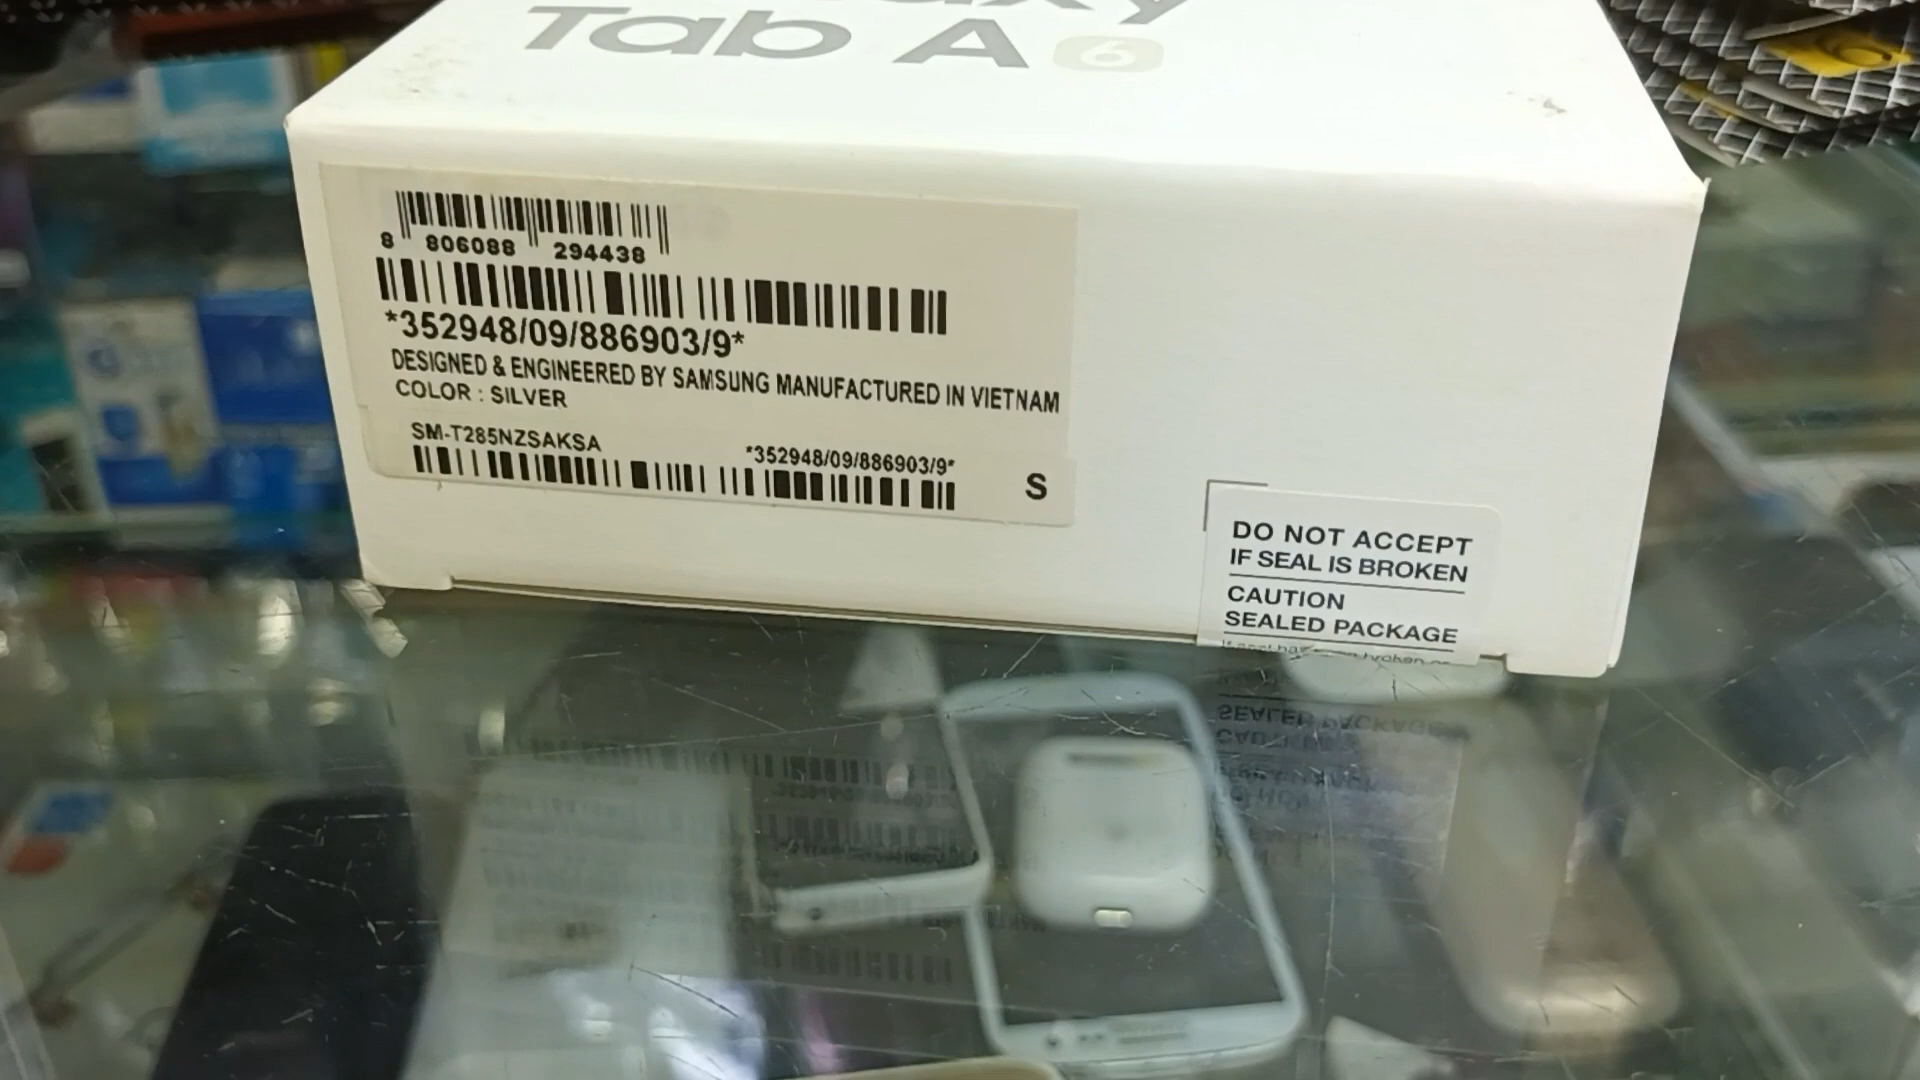 Tab A 6
8 806088 294438
*352948/09/886903/9*
DESIGNED & ENGINEERED BY SAMSUNG MANUFACTURED IN VIETNAM
COLOR : SILVER
SM-T285NZSAKSA
*352948/09/886903/9*
S
DO NOT ACCEPT
IF SEAL IS BROKEN
CAUTION
SEALED PACKAGE